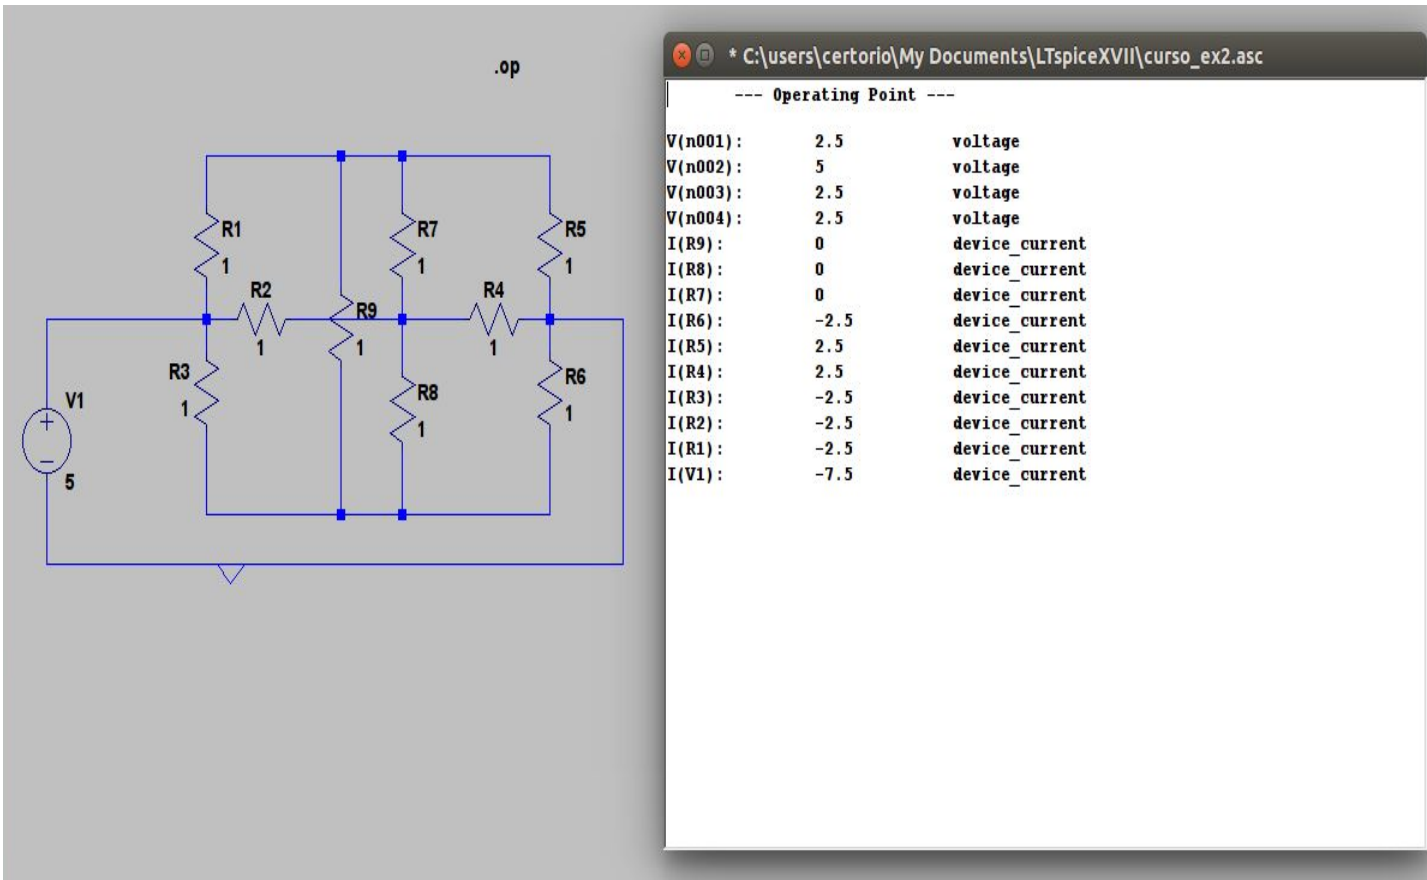 .op
R1
1
R7
1
R5
1
R2
1
R9
1
R4
1
R3
1
R8
1
R6
1
V1
5
* C:\users\certorio\My Documents\LTspiceXVII\curso_ex2.asc
--- Operating Point ---
V(n001): 2.5 voltage
V(n002): 5 voltage
V(n003): 2.5 voltage
V(n004): 2.5 voltage
I(R9): 0 device_current
I(R8): 0 device_current
I(R7): 0 device_current
I(R6): -2.5 device_current
I(R5): 2.5 device_current
I(R4): 2.5 device_current
I(R3): -2.5 device_current
I(R2): -2.5 device_current
I(R1): -2.5 device_current
I(V1): -7.5 device_current